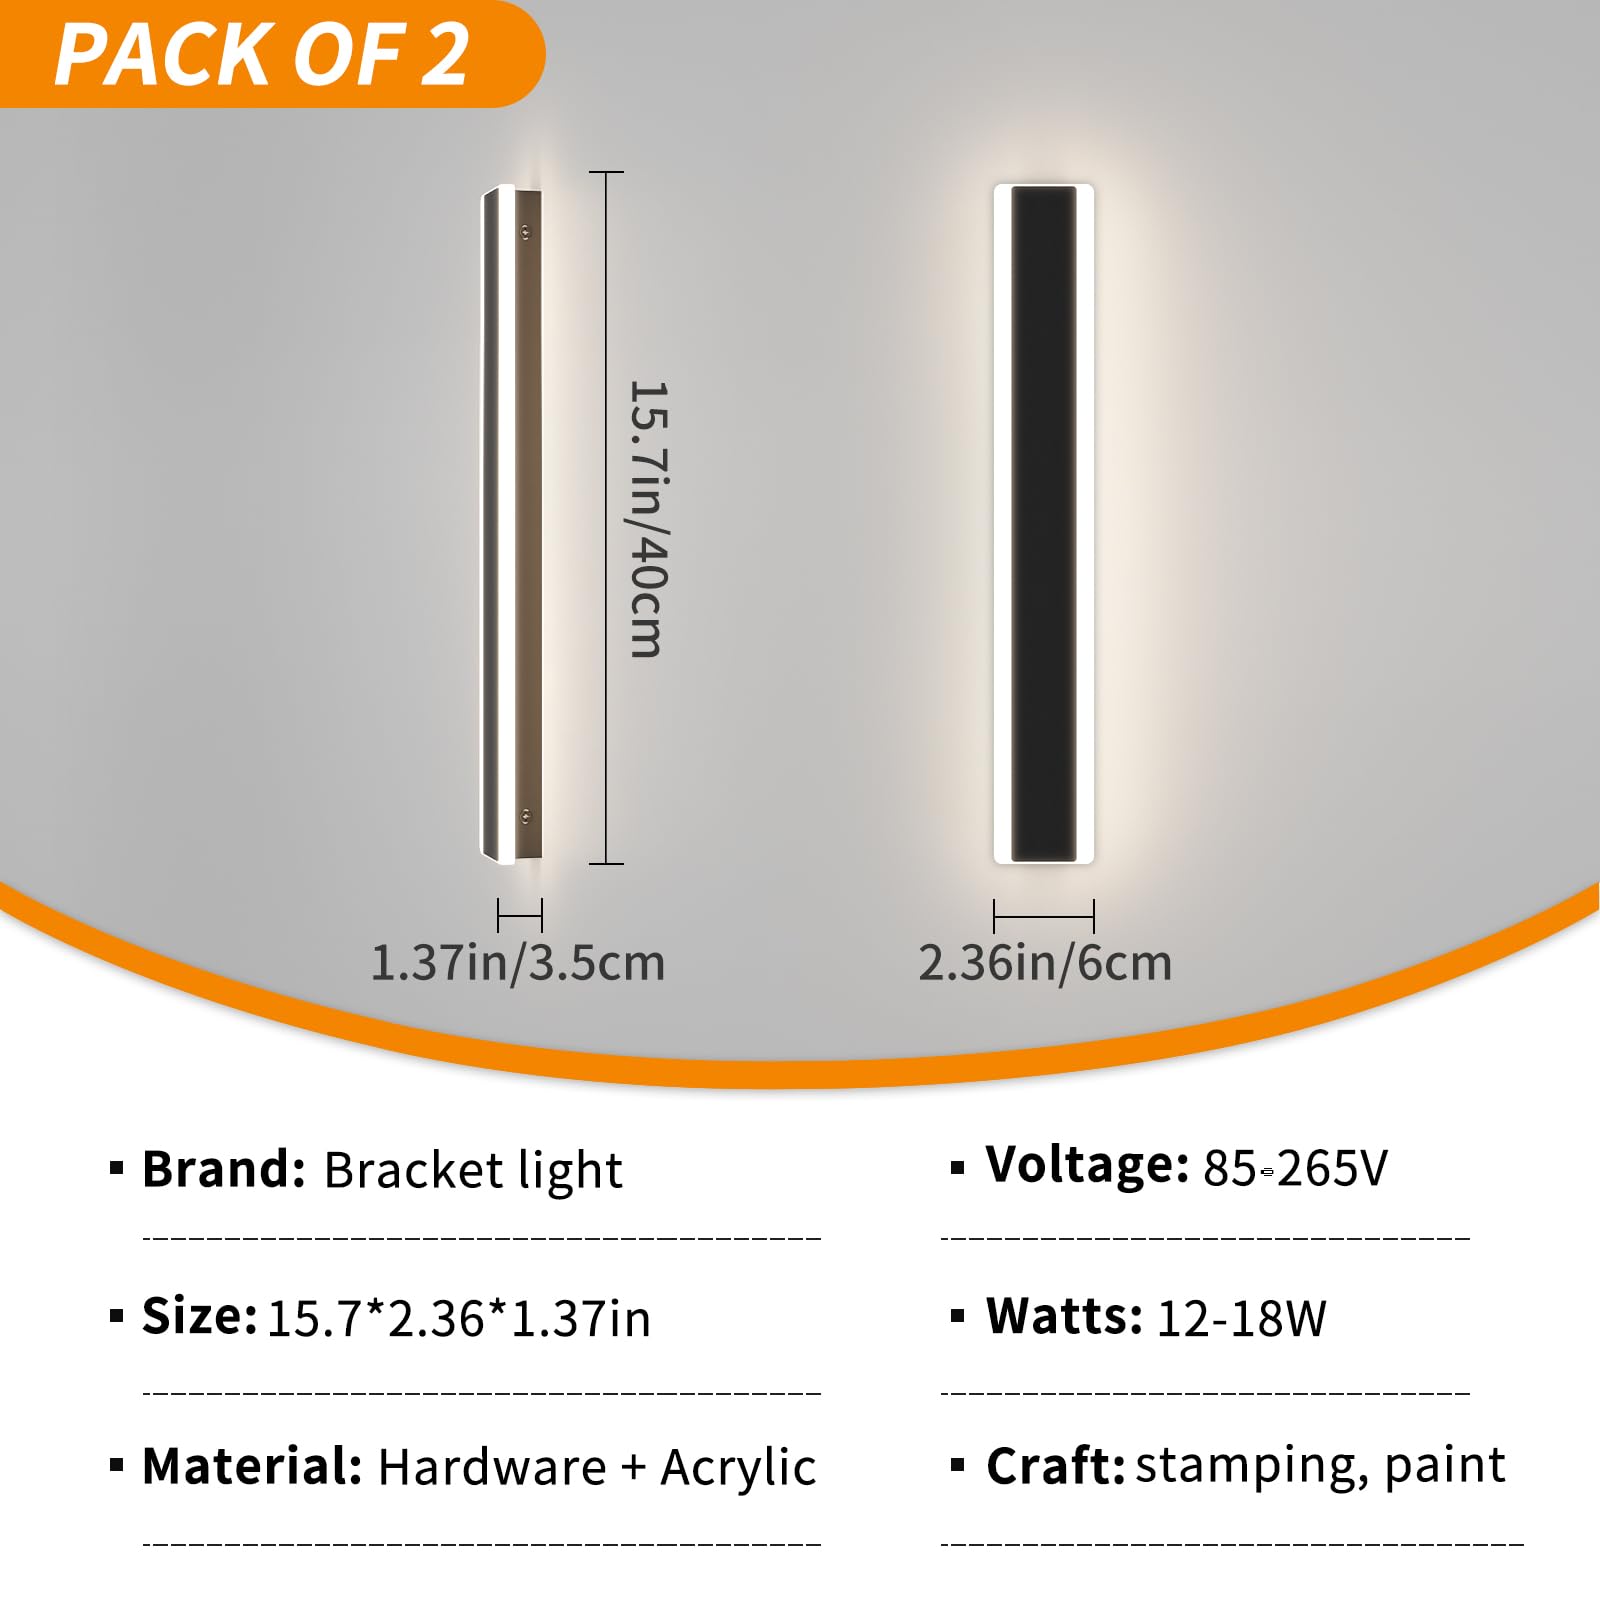 PACK OF 2
15.7in/40cm
1.37in/3.5cm
2.36in/6cm
Brand: Bracket light
Voltage: 85-265V
Size: 15.7*2.36*1.37in
Watts: 12-18W
Material: Hardware + Acrylic
Craft: stamping, paint